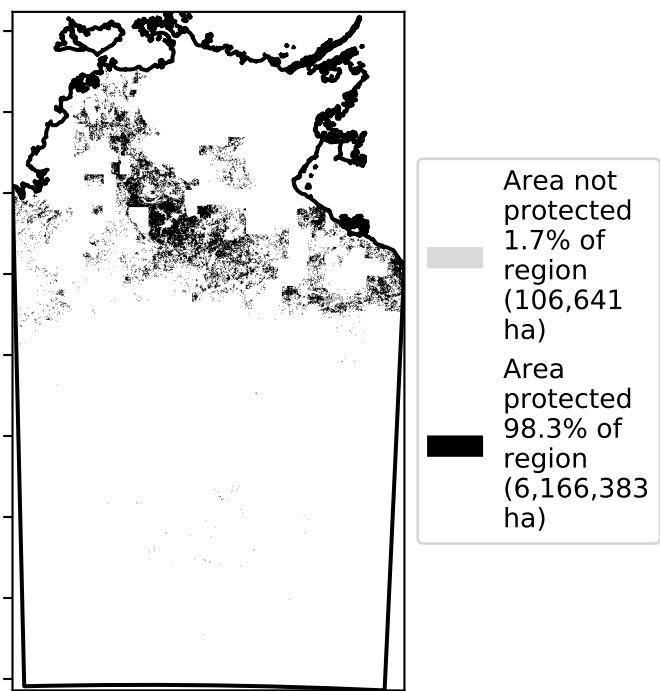 Area not
protected
1.7% of
region
(106,641
ha)
Area
protected
98.3% of
region
(6,166,383
ha)